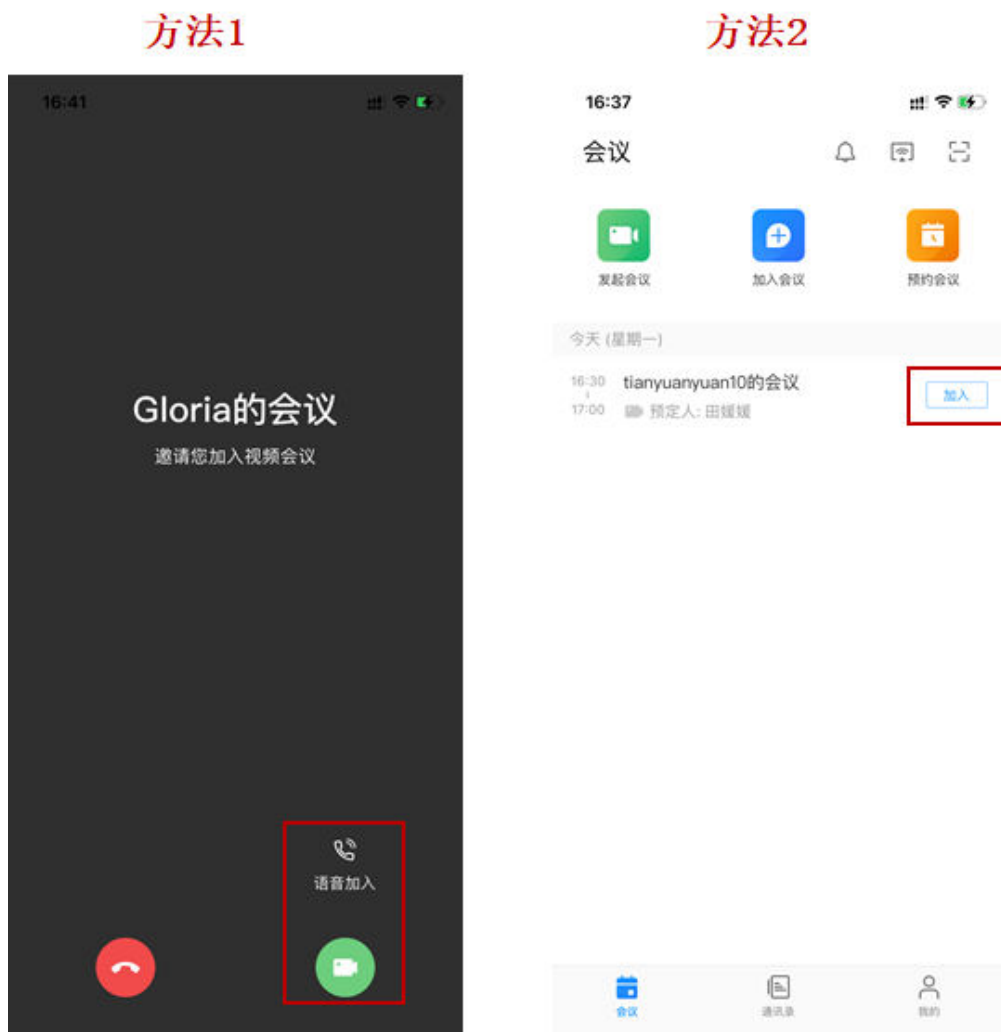 方法1
方法2
16:41
Gloria的会议
邀请您加入视频会议
语音加入
16:37
会议
发起会议
加入会议
预约会议
今天 (星期一)
16:30
tianyuanyuan10的会议
17:00
预定人: 田媛媛
加入
会议
通讯录
我的